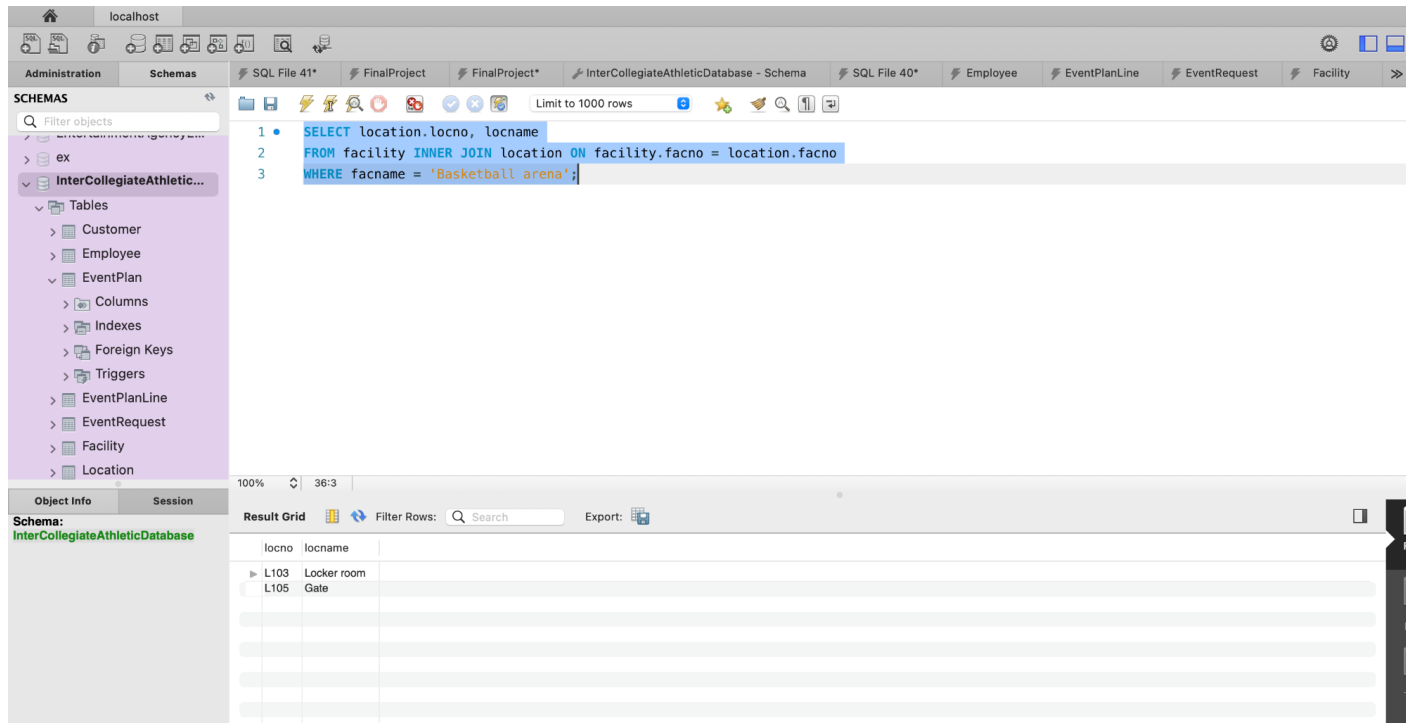 localhost
Administration Schemas SQL File 41* FinalProject FinalProject* InterCollegiateAthleticDatabase - Schema SQL File 40* Employee EventPlanLine EventRequest Facility
SCHEMAS
Limit to 1000 rows
Filter objects
ex
InterCollegiateAthletic...
Tables
Customer
Employee
EventPlan
Columns
Indexes
Foreign Keys
Triggers
EventPlanLine
EventRequest
Facility
Location
1 SELECT location.locno, locname
2 FROM facility INNER JOIN location ON facility.facno = location.facno
3 WHERE facname = 'Basketball arena';
100% 36:3
Object Info Session
Schema:
InterCollegiateAthleticDatabase
Result Grid Filter Rows: Search Export:
locno locname
L103 Locker room
L105 Gate